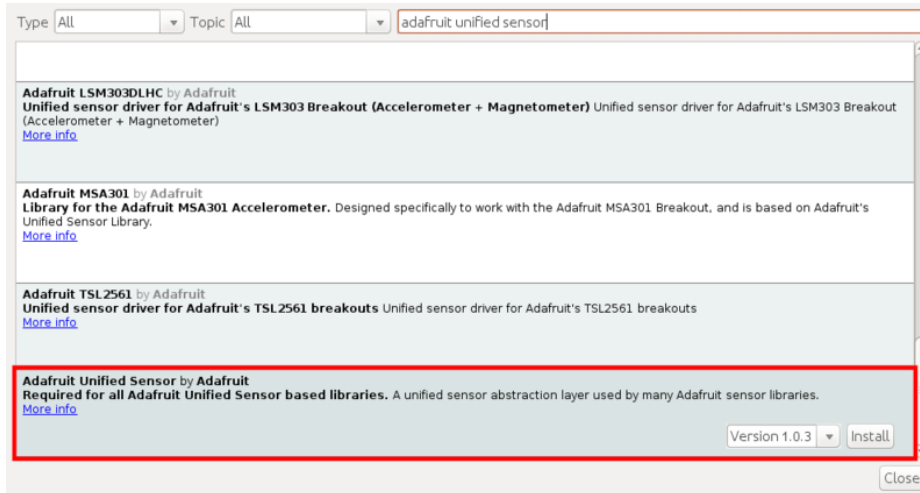 Type All Topic All adafruit unified sensor
Adafruit LSM303DLHC by Adafruit
Unified sensor driver for Adafruit's LSM303 Breakout (Accelerometer + Magnetometer) Unified sensor driver for Adafruit's LSM303 Breakout
(Accelerometer + Magnetometer)
More info
Adafruit MSA301 by Adafruit
Library for the Adafruit MSA301 Accelerometer. Designed specifically to work with the Adafruit MSA301 Breakout, and is based on Adafruit's
Unified Sensor Library.
More info
Adafruit TSL2561 by Adafruit
Unified sensor driver for Adafruit's TSL2561 breakouts Unified sensor driver for Adafruit's TSL2561 breakouts
More info
Adafruit Unified Sensor by Adafruit
Required for all Adafruit Unified Sensor based libraries. A unified sensor abstraction layer used by many Adafruit sensor libraries.
More info
Version 1.0.3 Install
Close